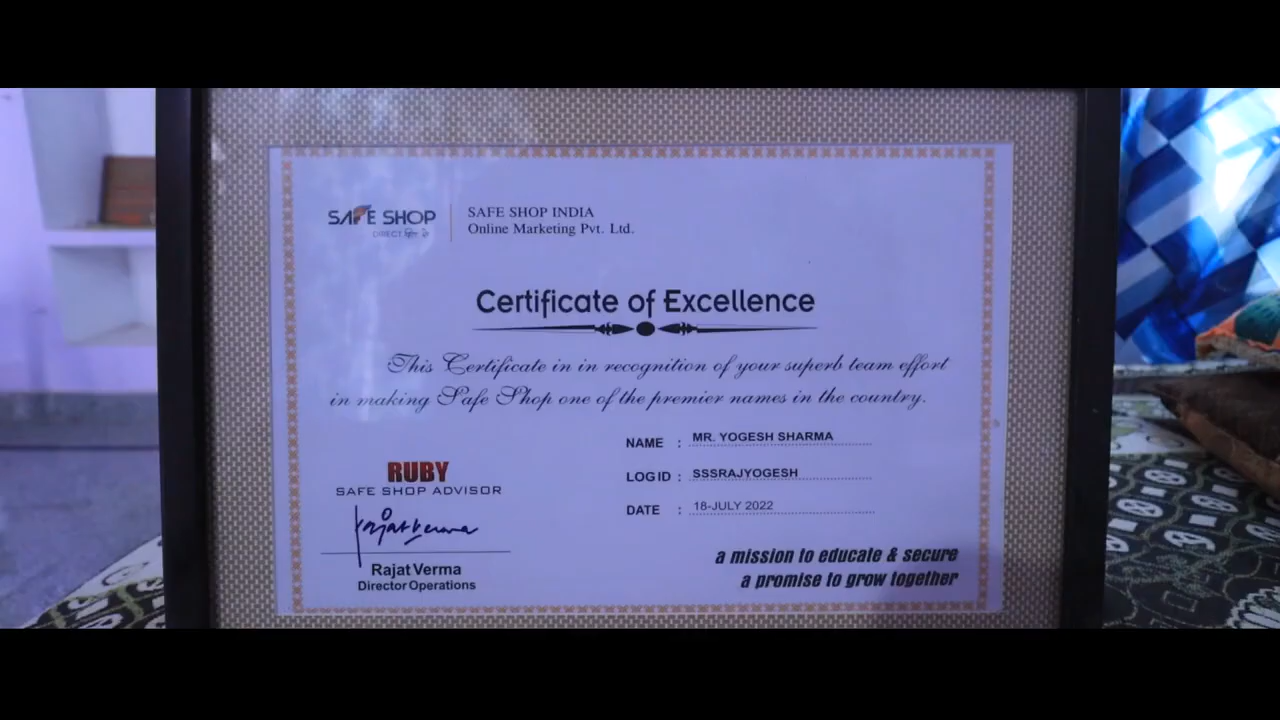 SAFE SHOP
DIRECT
SAFE SHOP INDIA
Online Marketing Pvt. Ltd.
Certificate of Excellence
This Certificate in in recognition of your superb team effort
in making Safe Shop one of the premier names in the country.
NAME : MR. YOGESH SHARMA
LOG ID : SSSRAJYOGESH
DATE : 18-JULY 2022
RUBY
SAFE SHOP ADVISOR
Rajat Verma
Rajat Verma
Director Operations
a mission to educate & secure
a promise to grow together